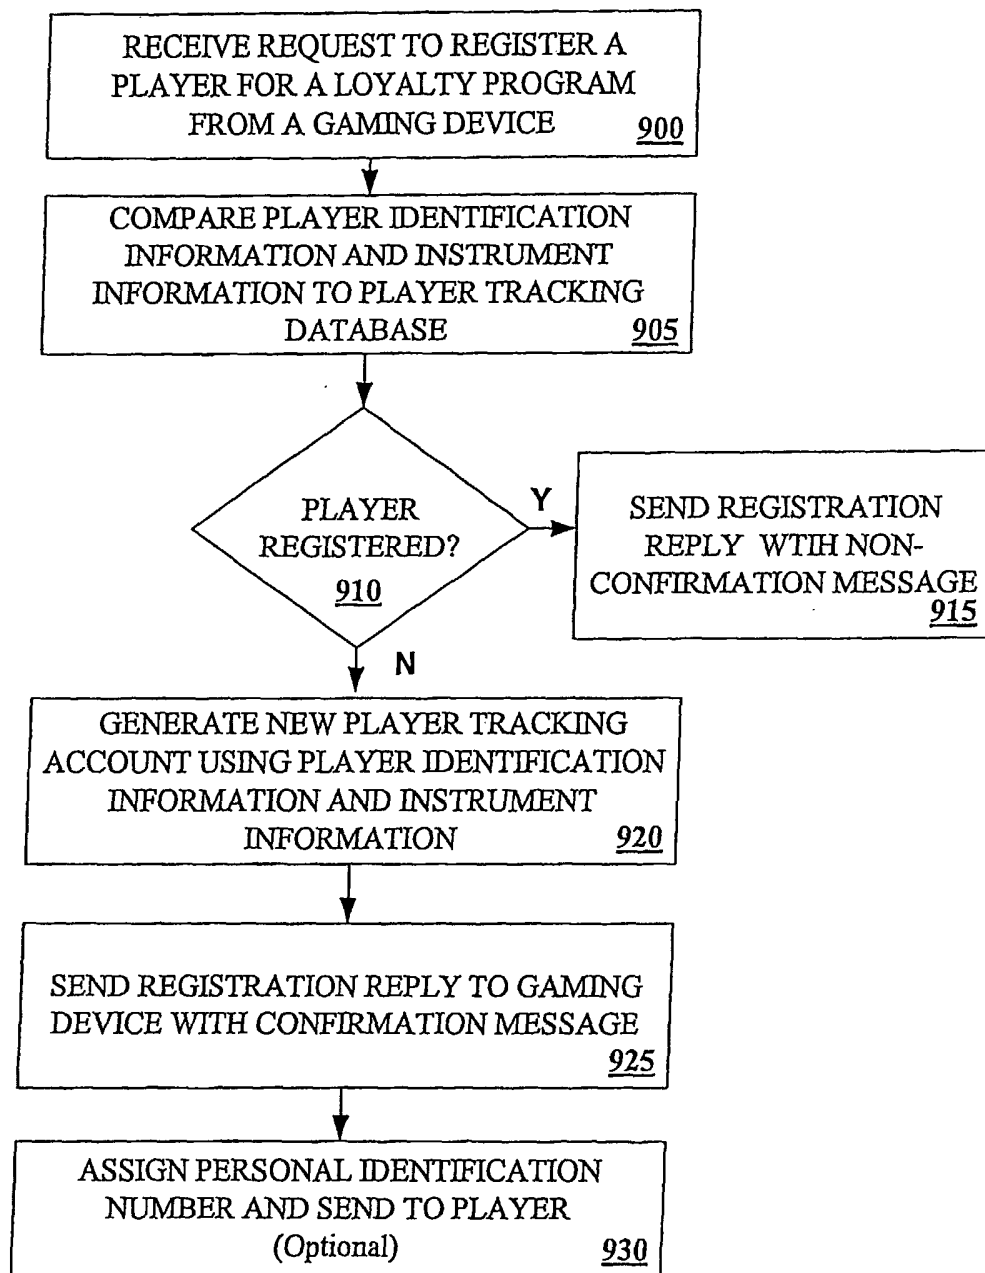 RECEIVE REQUEST TO REGISTER A
PLAYER FOR A LOYALTY PROGRAM
FROM A GAMING DEVICE
900
COMPARE PLAYER IDENTIFICATION
INFORMATION AND INSTRUMENT
INFORMATION TO PLAYER TRACKING
DATABASE
905
PLAYER
REGISTERED?
910
Y
SEND REGISTRATION
REPLY WTIH NON-
CONFIRMATION MESSAGE
915
N
GENERATE NEW PLAYER TRACKING
ACCOUNT USING PLAYER IDENTIFICATION
INFORMATION AND INSTRUMENT
INFORMATION
920
SEND REGISTRATION REPLY TO GAMING
DEVICE WITH CONFIRMATION MESSAGE
925
ASSIGN PERSONAL IDENTIFICATION
NUMBER AND SEND TO PLAYER
(Optional)
930